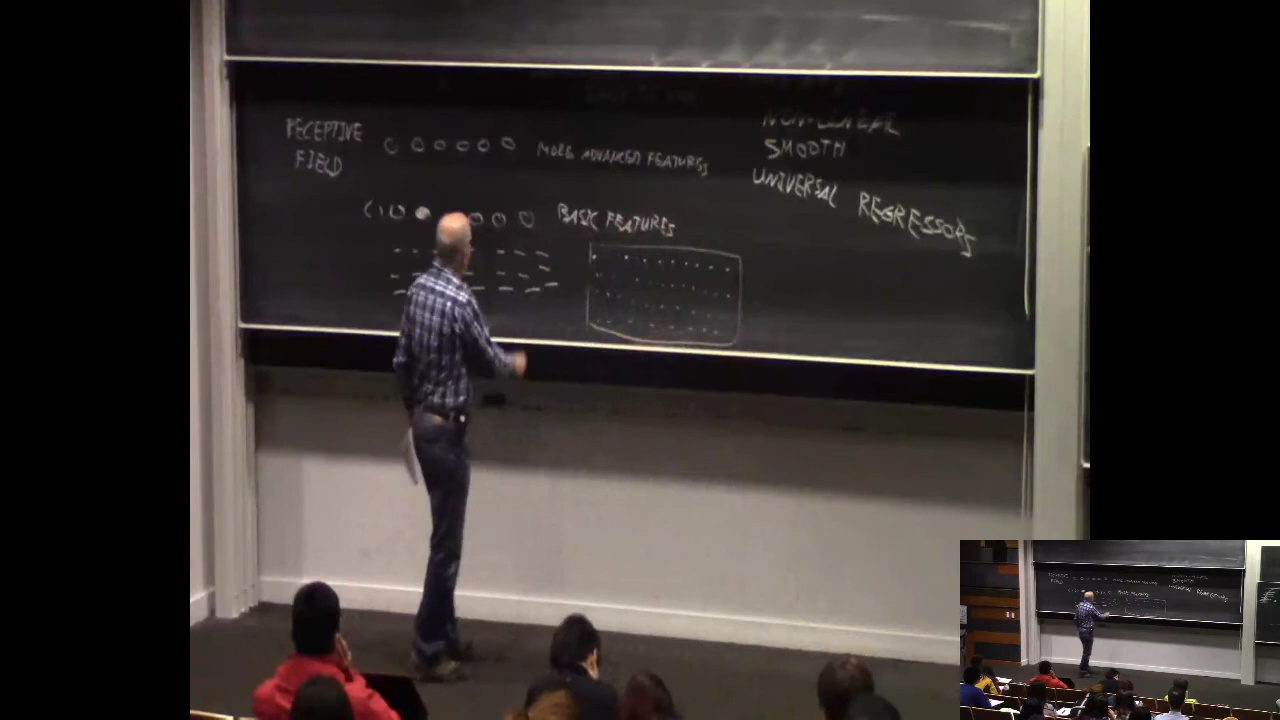 RECEPTIVE
FIELD
MORE ADVANCED FEATURES
BASIC FEATURES
NON-LINEAR
SMOOTH
UNIVERSAL REGRESSORS